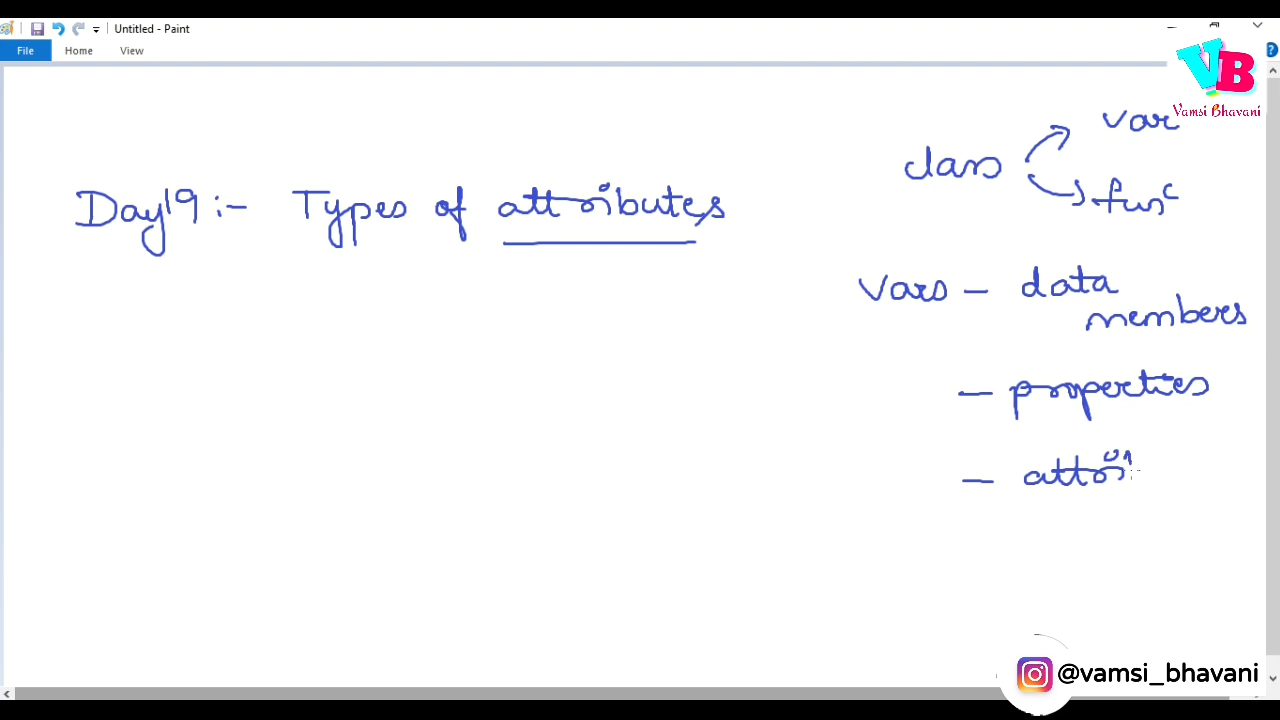 Untitled - Paint
File Home View
VB
Vamsi Bhavani
class
var
func
Day19 :- Types of attributes
Vars - data
members
- properties
- attri
@vamsi_bhavani